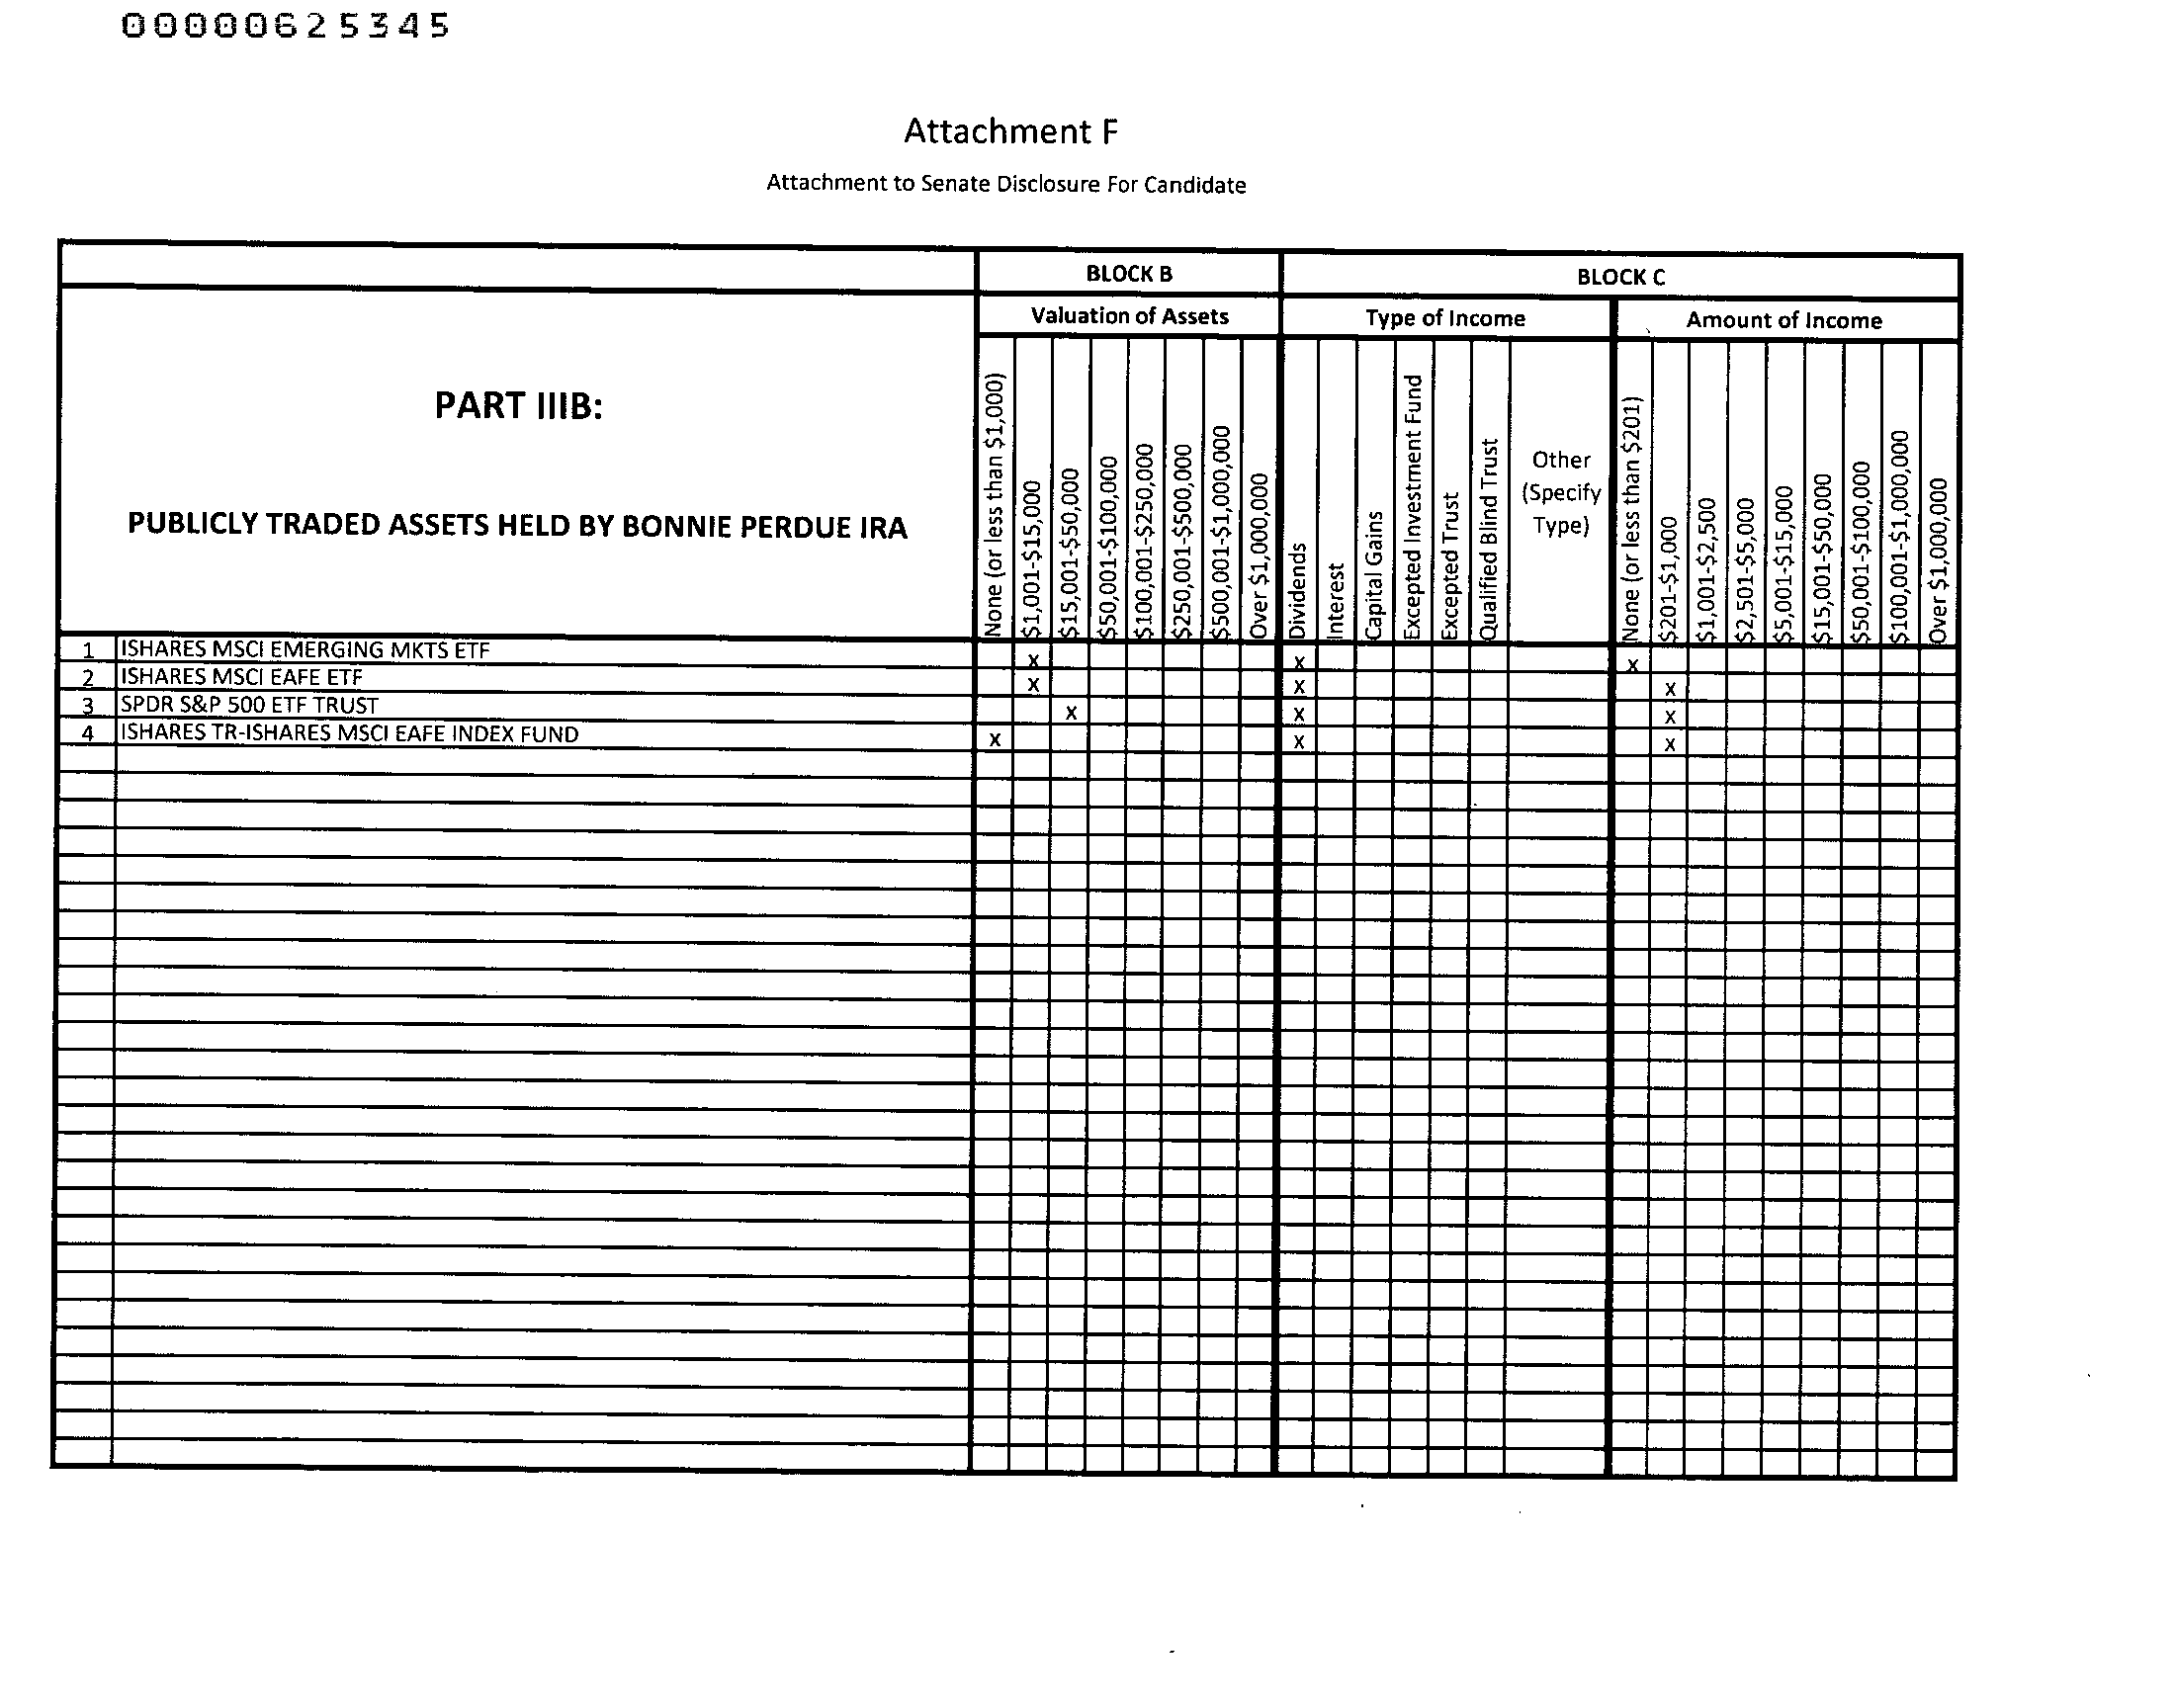 00000625345
Attachment F
Attachment to Senate Disclosure For Candidate
BLOCK B
BLOCK C
Valuation of Assets
Type of Income
Amount of Income
PART IIIB:
PUBLICLY TRADED ASSETS HELD BY BONNIE PERDUE IRA
None (or less than $1,000)
$1,001-$15,000
$15,001-$50,000
$50,001-$100,000
$100,001-$250,000
$250,001-$500,000
$500,001-$1,000,000
Over $1,000,000
Dividends
Interest
Capital Gains
Excepted Investment Fund
Excepted Trust
Qualified Blind Trust
Other
(Specify
Type)
None (or less than $201)
$201-$1,000
$1,001-$2,500
$2,501-$5,000
$5,001-$15,000
$15,001-$50,000
$50,001-$100,000
$100,001-$1,000,000
Over $1,000,000
1 ISHARES MSCI EMERGING MKTS ETF x x x
2 ISHARES MSCI EAFE ETF x x x
3 SPDR S&P 500 ETF TRUST x x x
4 ISHARES TR-ISHARES MSCI EAFE INDEX FUND x x x